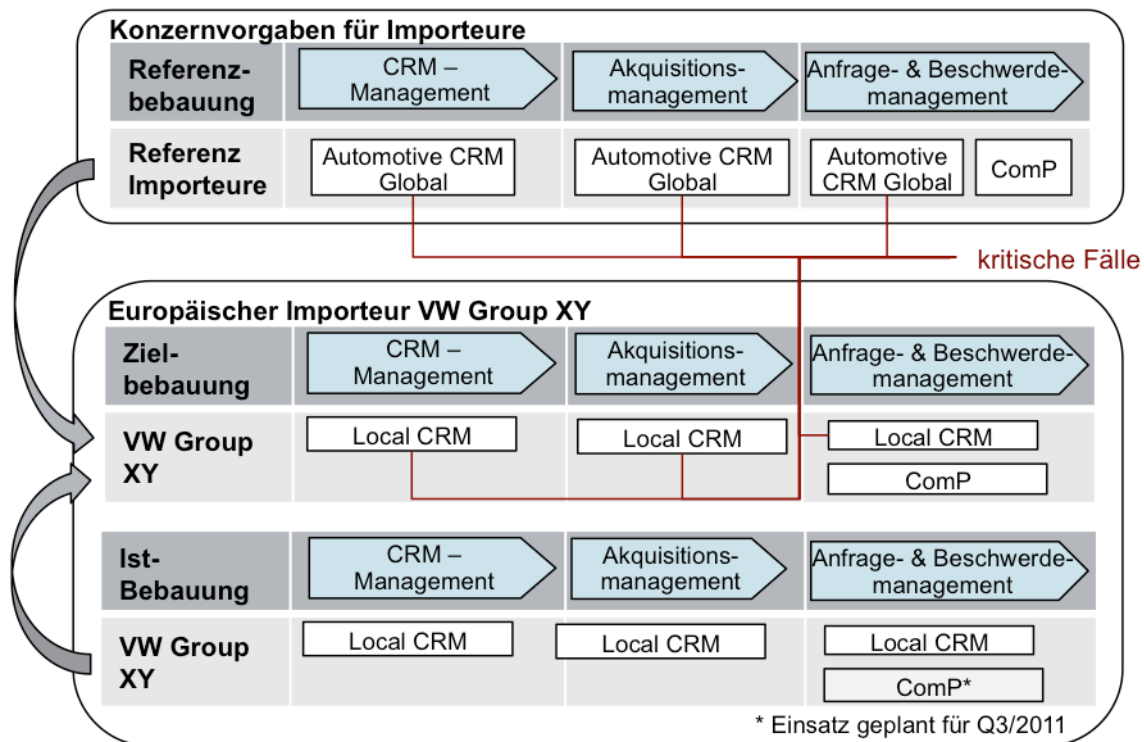 Konzernvorgaben für Importeure
Referenz-
bebauung
CRM –
Management
Akquisitions-
management
Anfrage- & Beschwerde-
management
Referenz
Importeure
Automotive CRM
Global
Automotive CRM
Global
Automotive
CRM Global
ComP
kritische Fälle
Europäischer Importeur VW Group XY
Ziel-
bebauung
CRM –
Management
Akquisitions-
management
Anfrage- & Beschwerde-
management
VW Group
XY
Local CRM
Local CRM
Local CRM
ComP
Ist-
Bebauung
CRM –
Management
Akquisitions-
management
Anfrage- & Beschwerde-
management
VW Group
XY
Local CRM
Local CRM
Local CRM
ComP*
* Einsatz geplant für Q3/2011